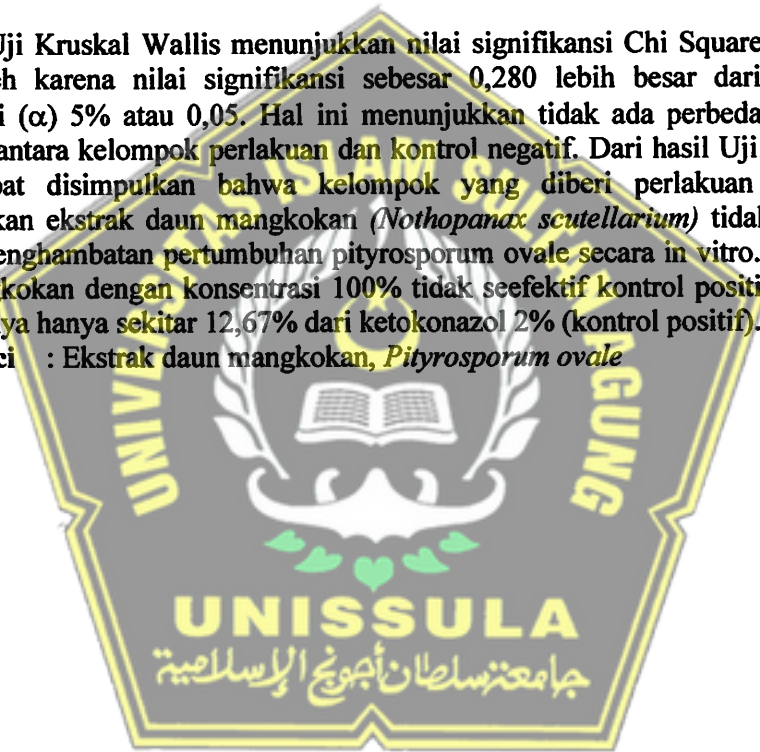 Uji Kruskal Wallis menunjukkan nilai signifikansi Chi Square
karena nilai signifikansi sebesar 0,280 lebih besar dari
(α) 5% atau 0,05. Hal ini menunjukkan tidak ada
antara kelompok perlakuan dan kontrol negatif. Dari hasil Uji
disimpulkan bahwa kelompok yang diberi perlakuan
ekstrak daun mangkokan (Nothopanax scutellarium)
pertumbuhan pityrosporum ovale secara in vitro.
dengan konsentrasi 100% tidak seefektif kontrol
hanya sekitar 12,67% dari ketokonazol 2% (kontrol positif).
: Ekstrak daun mangkokan, Pityrosporum ovale
UNIVERSITAS ISLAM SULTAN AGUNG
UNISSULA
جامعة سلطان أجونج الإسلامية